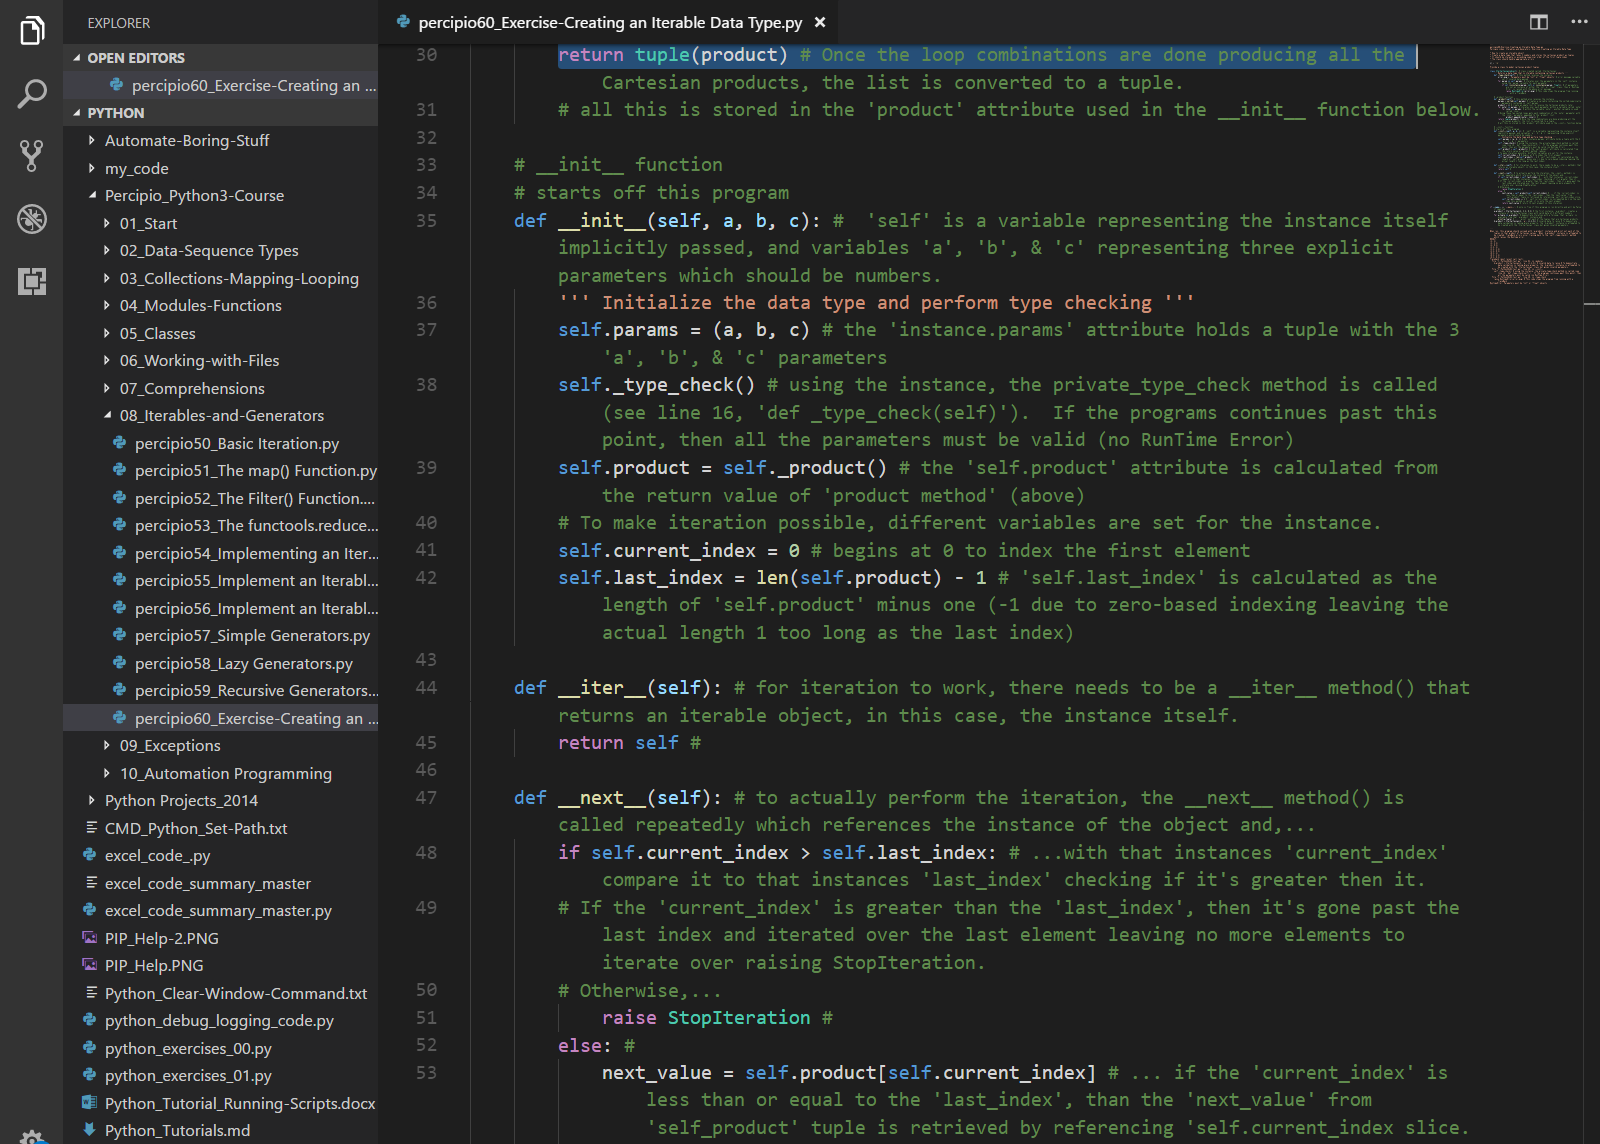 EXPLORER
OPEN EDITORS
percipio60_Exercise-Creating an ...
PYTHON
Automate-Boring-Stuff
my_code
Percipio_Python3-Course
01_Start
02_Data-Sequence Types
03_Collections-Mapping-Looping
04_Modules-Functions
05_Classes
06_Working-with-Files
07_Comprehensions
08_Iterables-and-Generators
percipio50_Basic Iteration.py
percipio51_The map() Function.py
percipio52_The Filter() Function....
percipio53_The functools.reduce...
percipio54_Implementing an Iter...
percipio55_Implement an Iterabl...
percipio56_Implement an Iterabl...
percipio57_Simple Generators.py
percipio58_Lazy Generators.py
percipio59_Recursive Generators...
percipio60_Exercise-Creating an ...
09_Exceptions
10_Automation Programming
Python Projects_2014
CMD_Python_Set-Path.txt
excel_code_.py
excel_code_summary_master
excel_code_summary_master.py
PIP_Help-2.PNG
PIP_Help.PNG
Python_Clear-Window-Command.txt
python_debug_logging_code.py
python_exercises_00.py
python_exercises_01.py
Python_Tutorial_Running-Scripts.docx
Python_Tutorials.md
percipio60_Exercise-Creating an Iterable Data Type.py
30 return tuple(product) # Once the loop combinations are done producing all the
Cartesian products, the list is converted to a tuple.
31 # all this is stored in the 'product' attribute used in the __init__ function below.
32
33 # __init__ function
34 # starts off this program
35 def __init__(self, a, b, c): #  'self' is a variable representing the instance itself
implicitly passed, and variables 'a', 'b', & 'c' representing three explicit
parameters which should be numbers.
36 ''' Initialize the data type and perform type checking '''
37 self.params = (a, b, c) # the 'instance.params' attribute holds a tuple with the 3
'a', 'b', & 'c' parameters
38 self._type_check() # using the instance, the private_type_check method is called
(see line 16, 'def _type_check(self)').  If the programs continues past this
point, then all the parameters must be valid (no RunTime Error)
39 self.product = self._product() # the 'self.product' attribute is calculated from
the return value of 'product method' (above)
40 # To make iteration possible, different variables are set for the instance.
41 self.current_index = 0 # begins at 0 to index the first element
42 self.last_index = len(self.product) - 1 # 'self.last_index' is calculated as the
length of 'self.product' minus one (-1 due to zero-based indexing leaving the
actual length 1 too long as the last index)
43
44 def __iter__(self): # for iteration to work, there needs to be a __iter__ method() that
returns an iterable object, in this case, the instance itself.
45 return self #
46
47 def __next__(self): # to actually perform the iteration, the __next__ method() is
called repeatedly which references the instance of the object and,...
48 if self.current_index > self.last_index: # ...with that instances 'current_index'
compare it to that instances 'last_index' checking if it's greater then it.
49 # If the 'current_index' is greater than the 'last_index', then it's gone past the
last index and iterated over the last element leaving no more elements to
iterate over raising StopIteration.
50 # Otherwise,...
51 raise StopIteration #
52 else: #
53 next_value = self.product[self.current_index] # ... if the 'current_index' is
less than or equal to the 'last_index', than the 'next_value' from
'self_product' tuple is retrieved by referencing 'self.current_index slice.